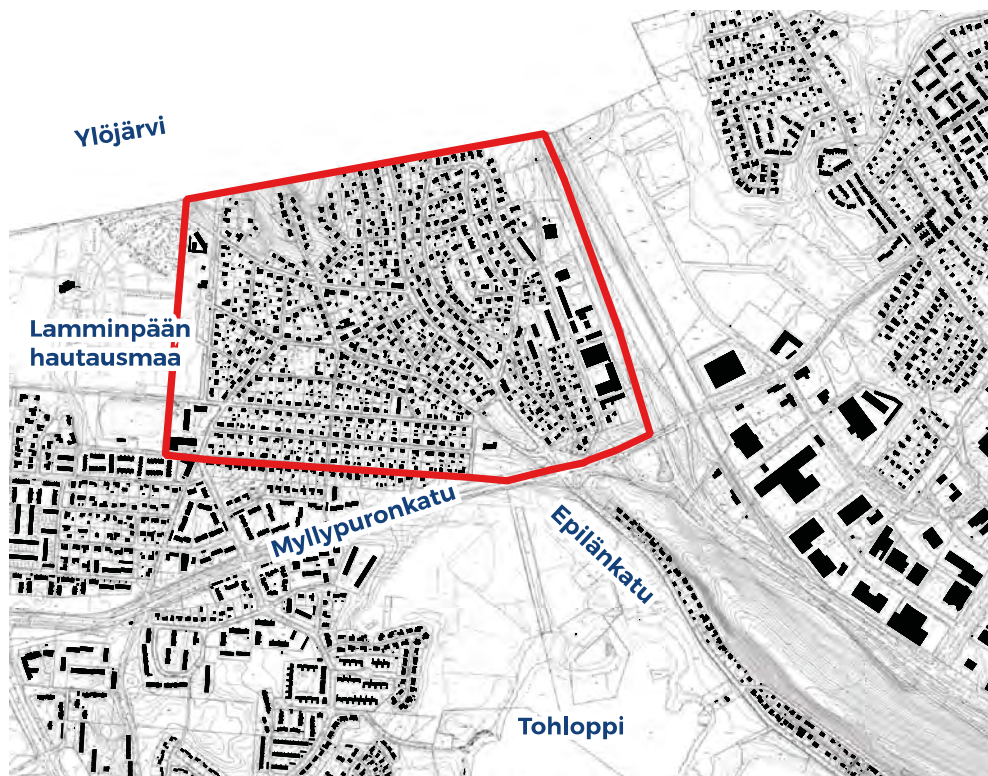 Ylöjärvi
Lamminpään
hautausmaa
Myllypuronkatu
Epilänkatu
Tohloppi